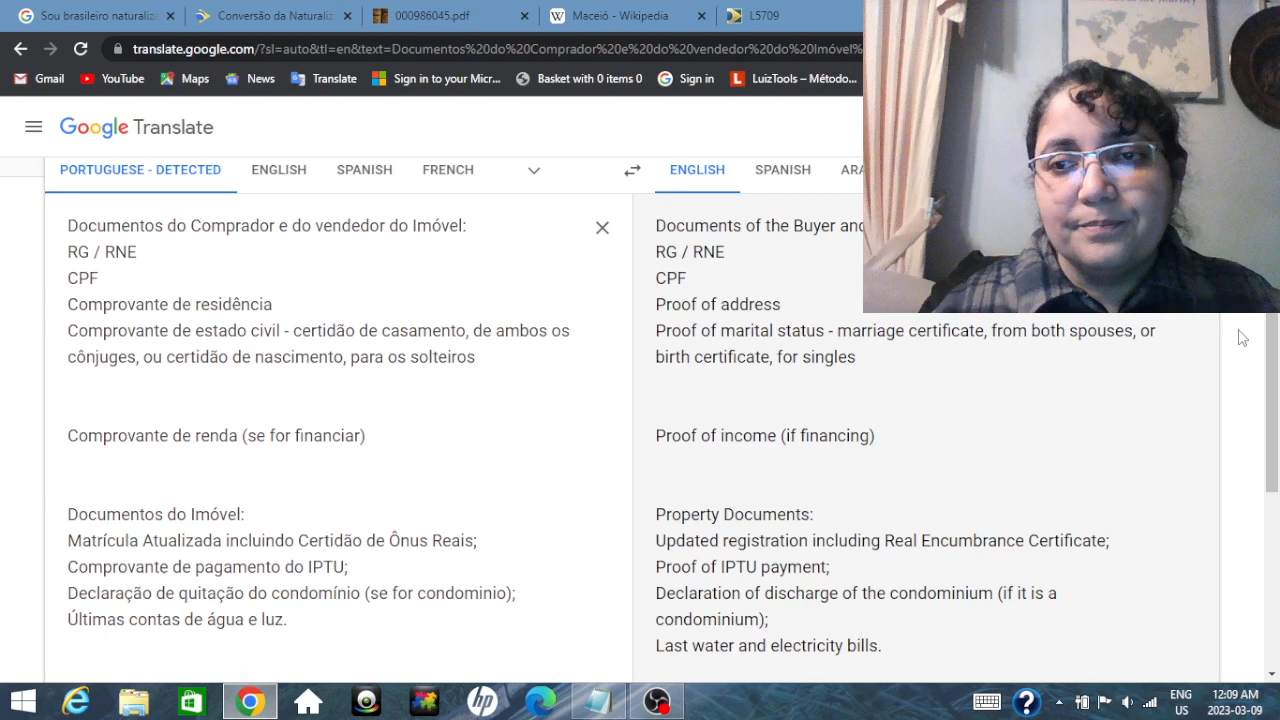 Sou brasileiro naturaliz
Conversão da Naturaliz
000986045.pdf
Maceió - Wikipedia
L5709
translate.google.com/?sl=auto&tl=en&text=Documentos%20do%20Comprador%20e%20do%20vendedor%20do%20Imóvel%
Gmail
YouTube
Maps
News
Translate
Sign in to your Micr...
Basket with 0 items 0
Sign in
LuizTools – Método...
Google Translate
PORTUGUESE - DETECTED
ENGLISH
SPANISH
FRENCH
ENGLISH
SPANISH
ARA
Documentos do Comprador e do vendedor do Imóvel:
RG / RNE
CPF
Comprovante de residência
Comprovante de estado civil - certidão de casamento, de ambos os
cônjuges, ou certidão de nascimento, para os solteiros
Comprovante de renda (se for financiar)
Documentos do Imóvel:
Matrícula Atualizada incluindo Certidão de Ônus Reais;
Comprovante de pagamento do IPTU;
Declaração de quitação do condomínio (se for condominio);
Últimas contas de água e luz.
Documents of the Buyer and
RG / RNE
CPF
Proof of address
Proof of marital status - marriage certificate, from both spouses, or
birth certificate, for singles
Proof of income (if financing)
Property Documents:
Updated registration including Real Encumbrance Certificate;
Proof of IPTU payment;
Declaration of discharge of the condominium (if it is a
condominium);
Last water and electricity bills.
ENG
US
12:09 AM
2023-03-09